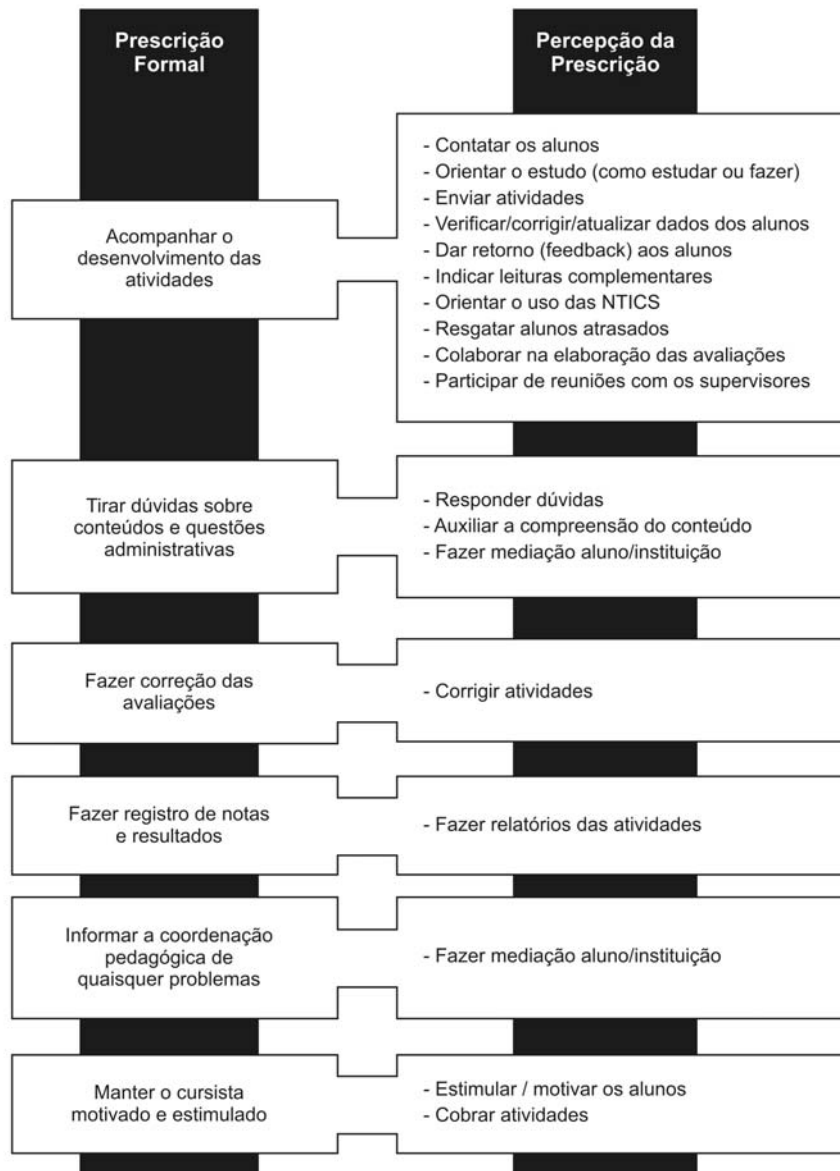 Prescrição
Formal
Percepção da
Prescrição
Acompanhar o
desenvolvimento das
atividades
- Contatar os alunos
- Orientar o estudo (como estudar ou fazer)
- Enviar atividades
- Verificar/corrigir/atualizar dados dos alunos
- Dar retorno (feedback) aos alunos
- Indicar leituras complementares
- Orientar o uso das NTICS
- Resgatar alunos atrasados
- Colaborar na elaboração das avaliações
- Participar de reuniões com os supervisores
Tirar dúvidas sobre
conteúdos e questões
administrativas
- Responder dúvidas
- Auxiliar a compreensão do conteúdo
- Fazer mediação aluno/instituição
Fazer correção das
avaliações
- Corrigir atividades
Fazer registro de notas
e resultados
- Fazer relatórios das atividades
Informar a coordenação
pedagógica de
quaisquer problemas
- Fazer mediação aluno/instituição
Manter o cursista
motivado e estimulado
- Estimular / motivar os alunos
- Cobrar atividades